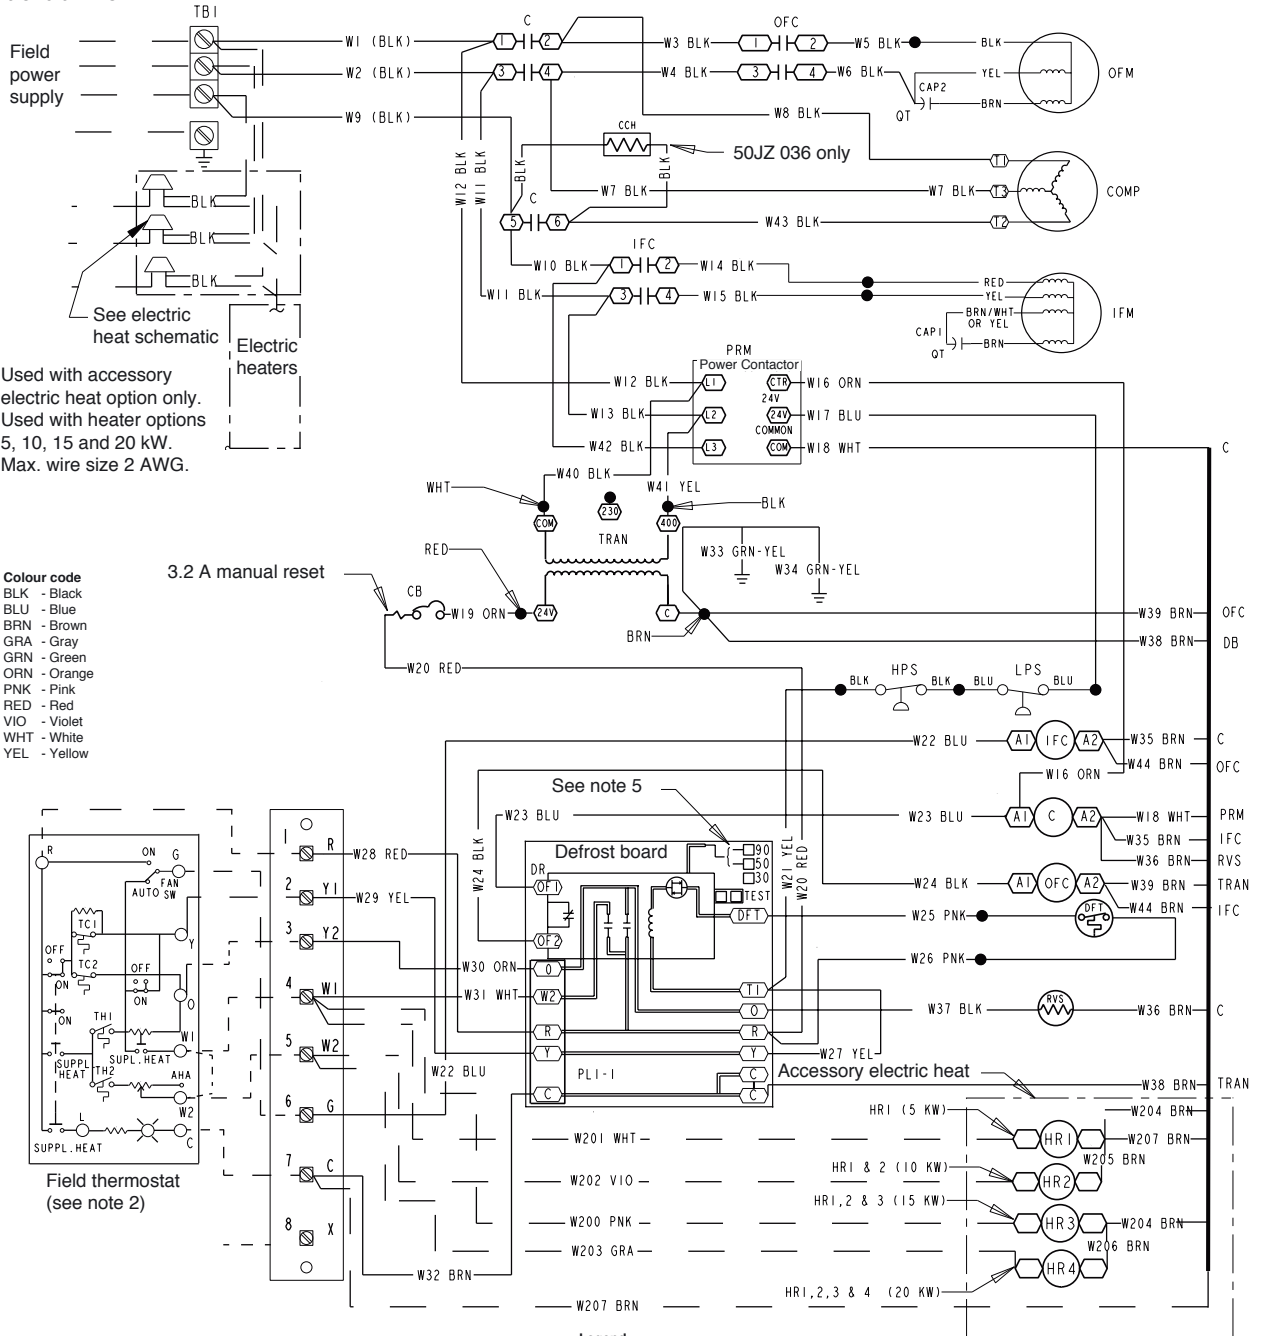 TB1
Field
power
supply
W1 (BLK)
W2 (BLK)
W9 (BLK)
C
1
2
3
4
OFC
W3 BLK
1
2
W5 BLK
BLK
W4 BLK
3
4
W6 BLK
YEL
OFM
CAP2
QT
BRN
W8 BLK
CCH
50JZ 036 only
BLK
BLK
W12 BLK
W11 BLK
T1
W7 BLK
W7 BLK
T3
COMP
C
5
6
W43 BLK
T2
BLK
BLK
BLK
IFC
W10 BLK
1
2
W14 BLK
RED
W11 BLK
3
4
W15 BLK
YEL
BRN/WHT
OR YEL
IFM
CAP1
QT
BRN
See electric
heat schematic
Electric
heaters
PRM
Power Contactor
W12 BLK
L1
CTR
W16 ORN
24V
W13 BLK
L2
24V
W17 BLU
COMMON
W42 BLK
L3
COM
W18 WHT
C
Used with accessory
electric heat option only.
Used with heater options
5, 10, 15 and 20 kW.
Max. wire size 2 AWG.
W40 BLK
W41 YEL
WHT
BLK
COM
230
400
TRAN
RED
W33 GRN-YEL
W34 GRN-YEL
3.2 A manual reset
CB
W19 ORN
24V
C
BRN
W39 BRN
OFC
W38 BRN
DB
W20 RED
Colour code
BLK - Black
BLU - Blue
BRN - Brown
GRA - Gray
GRN - Green
ORN - Orange
PNK - Pink
RED - Red
VIO - Violet
WHT - White
YEL - Yellow
HPS
LPS
BLK
BLK
BLU
BLU
W22 BLU
A1
IFC
A2
W35 BRN
C
W44 BRN
OFC
W16 ORN
See note 5
W23 BLU
W23 BLU
A1
C
A2
W18 WHT
PRM
W35 BRN
IFC
W36 BRN
RVS
W24 BLK
W21 YEL
W20 RED
Defrost board
90
50
30
TEST
DR
OF1
OF2
DFT
W24 BLK
A1
OFC
A2
W39 BRN
TRAN
W44 BRN
IFC
W25 PNK
DFT
W26 PNK
O
W2
R
Y
C
T1
O
R
Y
C
C
PL1-1
W37 BLK
RVS
W36 BRN
C
W27 YEL
Accessory electric heat
W38 BRN
TRAN
1
R
W28 RED
2
Y1
W29 YEL
3
Y2
W30 ORN
4
W1
W31 WHT
5
W2
W22 BLU
6
G
7
C
8
X
R
ON
G
FAN
SW
AUTO
TC1
Y
OFF
TC2
OFF
ON
ON
O
ON
TH1
W1
SUPPL
HEAT
SUPL.HEAT
TH2
AHA
W2
L
C
SUPPL.HEAT
Field thermostat
(see note 2)
HR1 (5 KW)
W204 BRN
W201 WHT
HR1
W207 BRN
W205 BRN
HR1 & 2 (10 KW)
W202 VIO
HR2
HR1,2 & 3 (15 KW)
W200 PNK
HR3
W204 BRN
W203 GRA
W206 BRN
HR4
W32 BRN
HR1,2,3 & 4 (20 KW)
W207 BRN